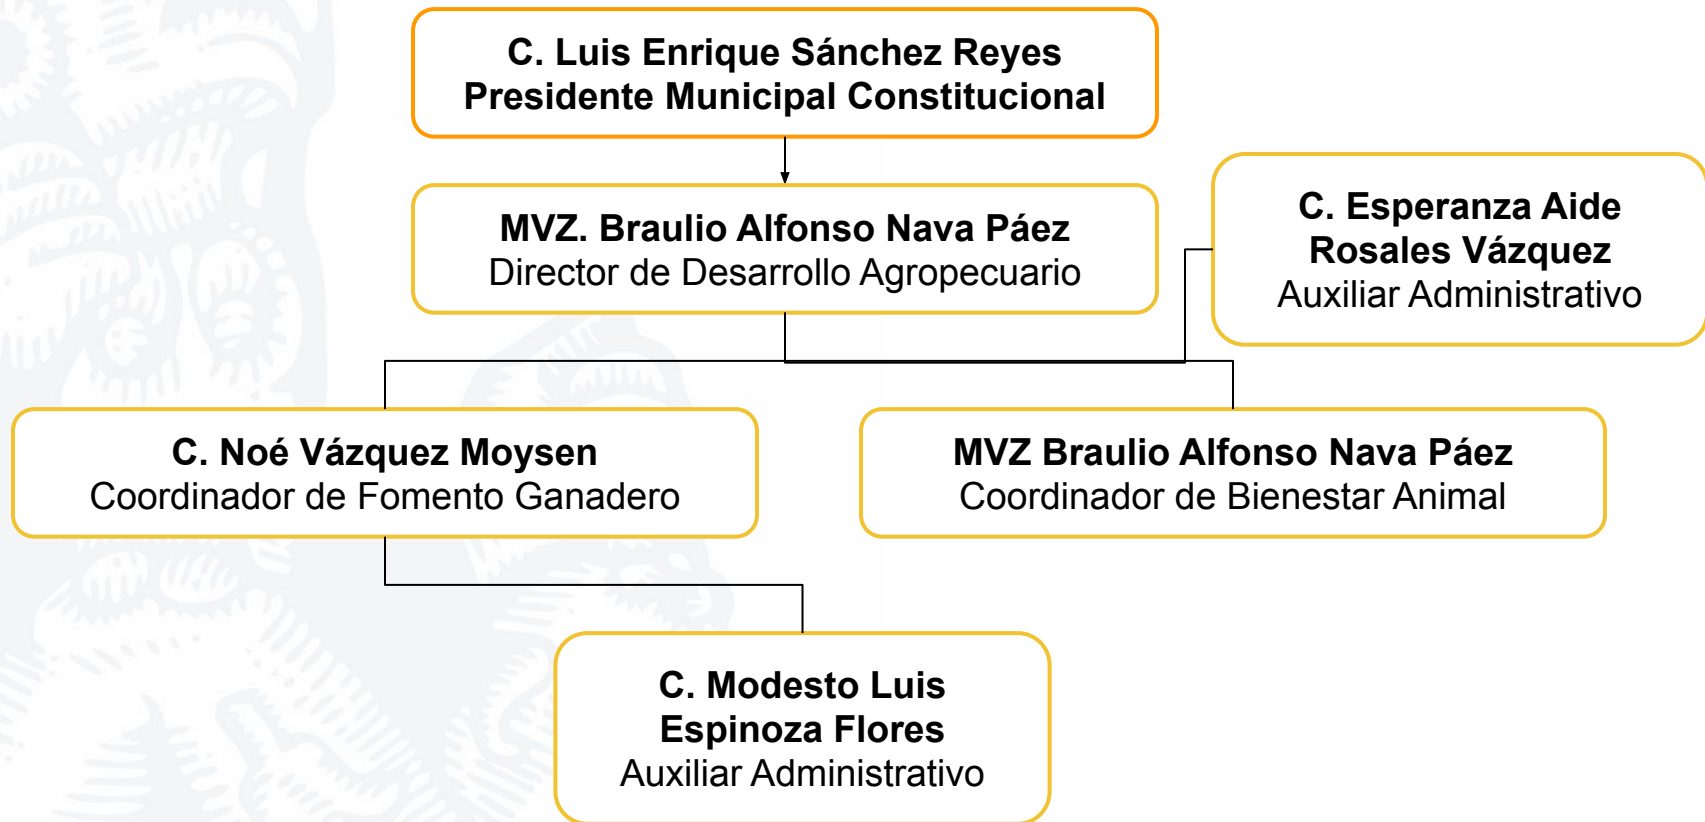 C. Luis Enrique Sánchez Reyes
Presidente Municipal Constitucional
MVZ. Braulio Alfonso Nava Páez
Director de Desarrollo Agropecuario
C. Esperanza Aide
Rosales Vázquez
Auxiliar Administrativo
C. Noé Vázquez Moysen
Coordinador de Fomento Ganadero
MVZ Braulio Alfonso Nava Páez
Coordinador de Bienestar Animal
C. Modesto Luis
Espinoza Flores
Auxiliar Administrativo